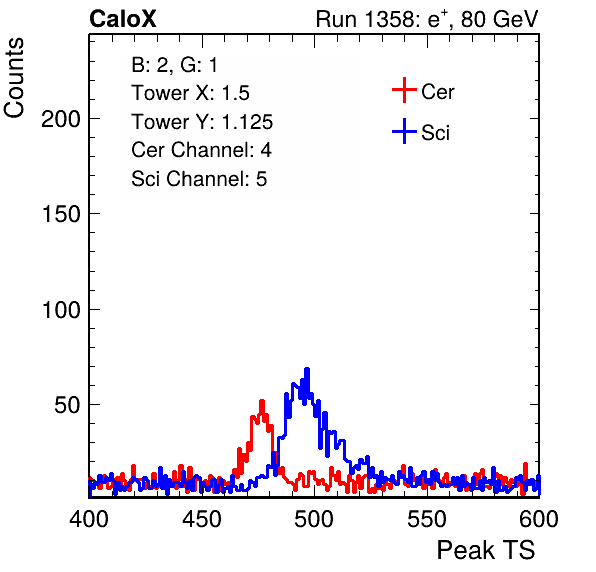 CaloX Run 1358: e⁺, 80 GeV
Counts
B: 2, G: 1
Tower X: 1.5
Tower Y: 1.125
Cer Channel: 4
Sci Channel: 5
Cer
Sci
200
150
100
50
400 450 500 550 600
Peak TS